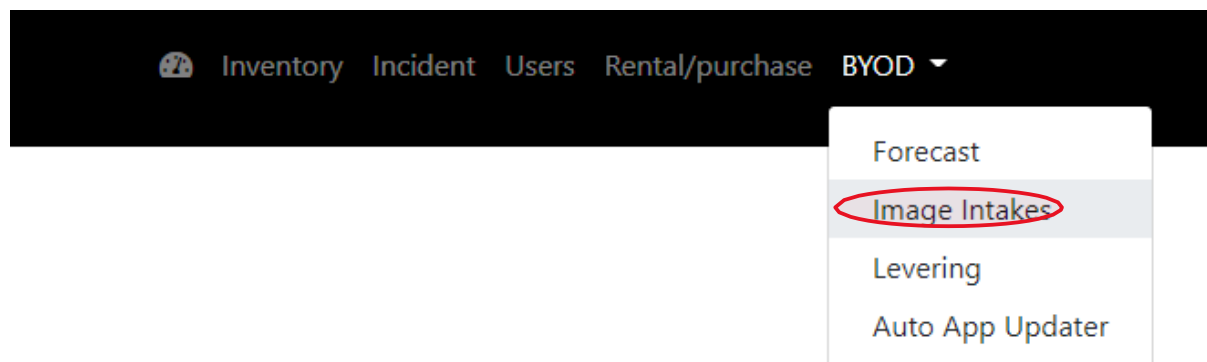 Inventory Incident Users Rental/purchase BYOD
Forecast
Image Intakes
Levering
Auto App Updater